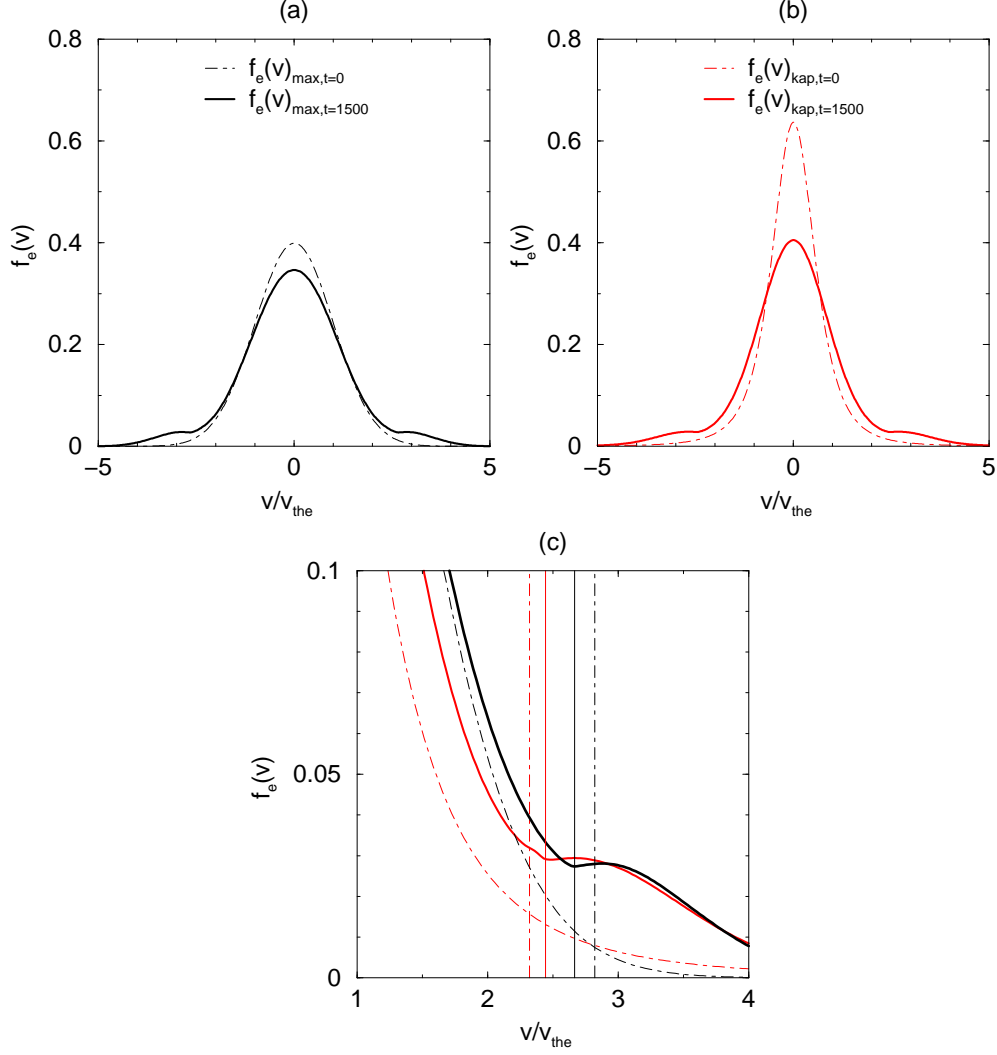 (a)
0.8
0.6
0.4
0.2
0
f_e(v)
f_e(v)_max,t=0
f_e(v)_max,t=1500
−5
0
5
v/v_the
(b)
0.8
0.6
0.4
0.2
0
f_e(v)
f_e(v)_kap,t=0
f_e(v)_kap,t=1500
−5
0
5
v/v_the
(c)
0.1
0.05
0
f_e(v)
1
2
3
4
v/v_the